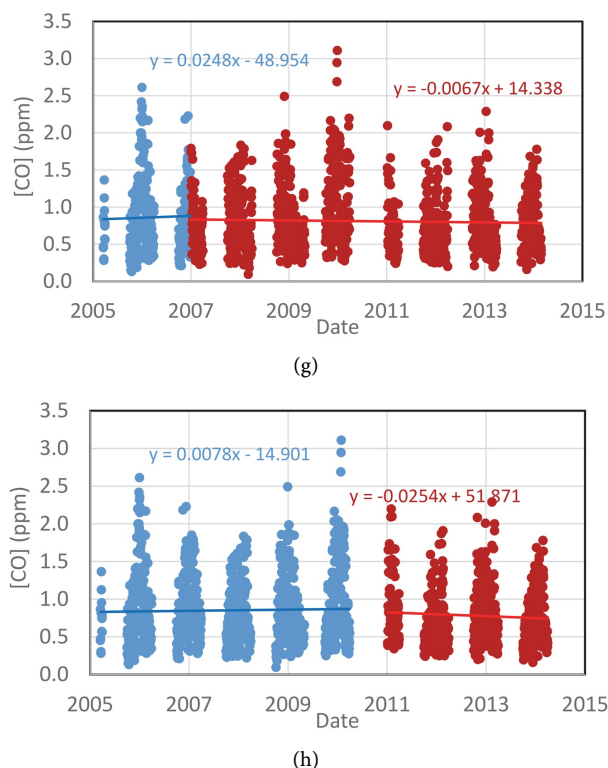 3.5
y = 0.0248x - 48.954
3.0
y = -0.0067x + 14.338
2.5
2.0
1.5
1.0
0.5
0.0
[CO] (ppm)
2005 2007 2009 2011 2013 2015
Date
(g)
3.5
3.0
y = 0.0078x - 14.901
2.5
y = -0.0254x + 51.871
2.0
1.5
1.0
0.5
0.0
[CO] (ppm)
2005 2007 2009 2011 2013 2015
Date
(h)